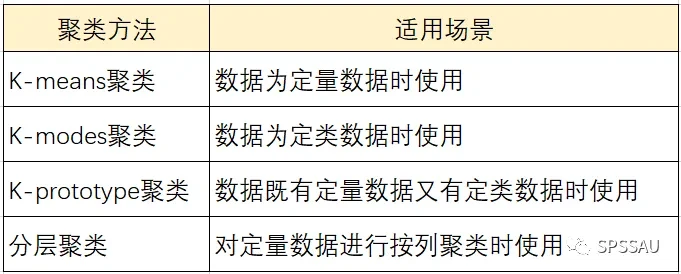 聚类方法 适用场景
K-means聚类 数据为定量数据时使用
K-modes聚类 数据为定类数据时使用
K-prototype聚类 数据既有定量数据又有定类数据时使用
分层聚类 对定量数据进行按列聚类时使用
SPSSAU